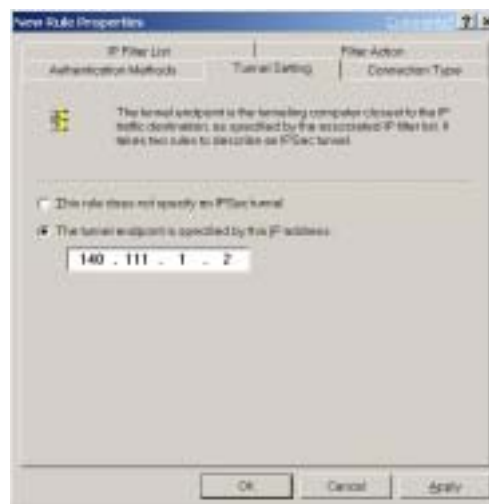 New Rule Properties
IP Filter List
Filter Action
Authentication Methods
Tunnel Setting
Connection Type
The tunnel endpoint is the tunneling computer closest to the IP
traffic destination, as specified by the associated IP filter list. It
takes two rules to describe an IPSec tunnel.
This rule does not specify an IPSec tunnel.
The tunnel endpoint is specified by this IP address:
140 . 111 . 1 . 2
OK
Cancel
Apply